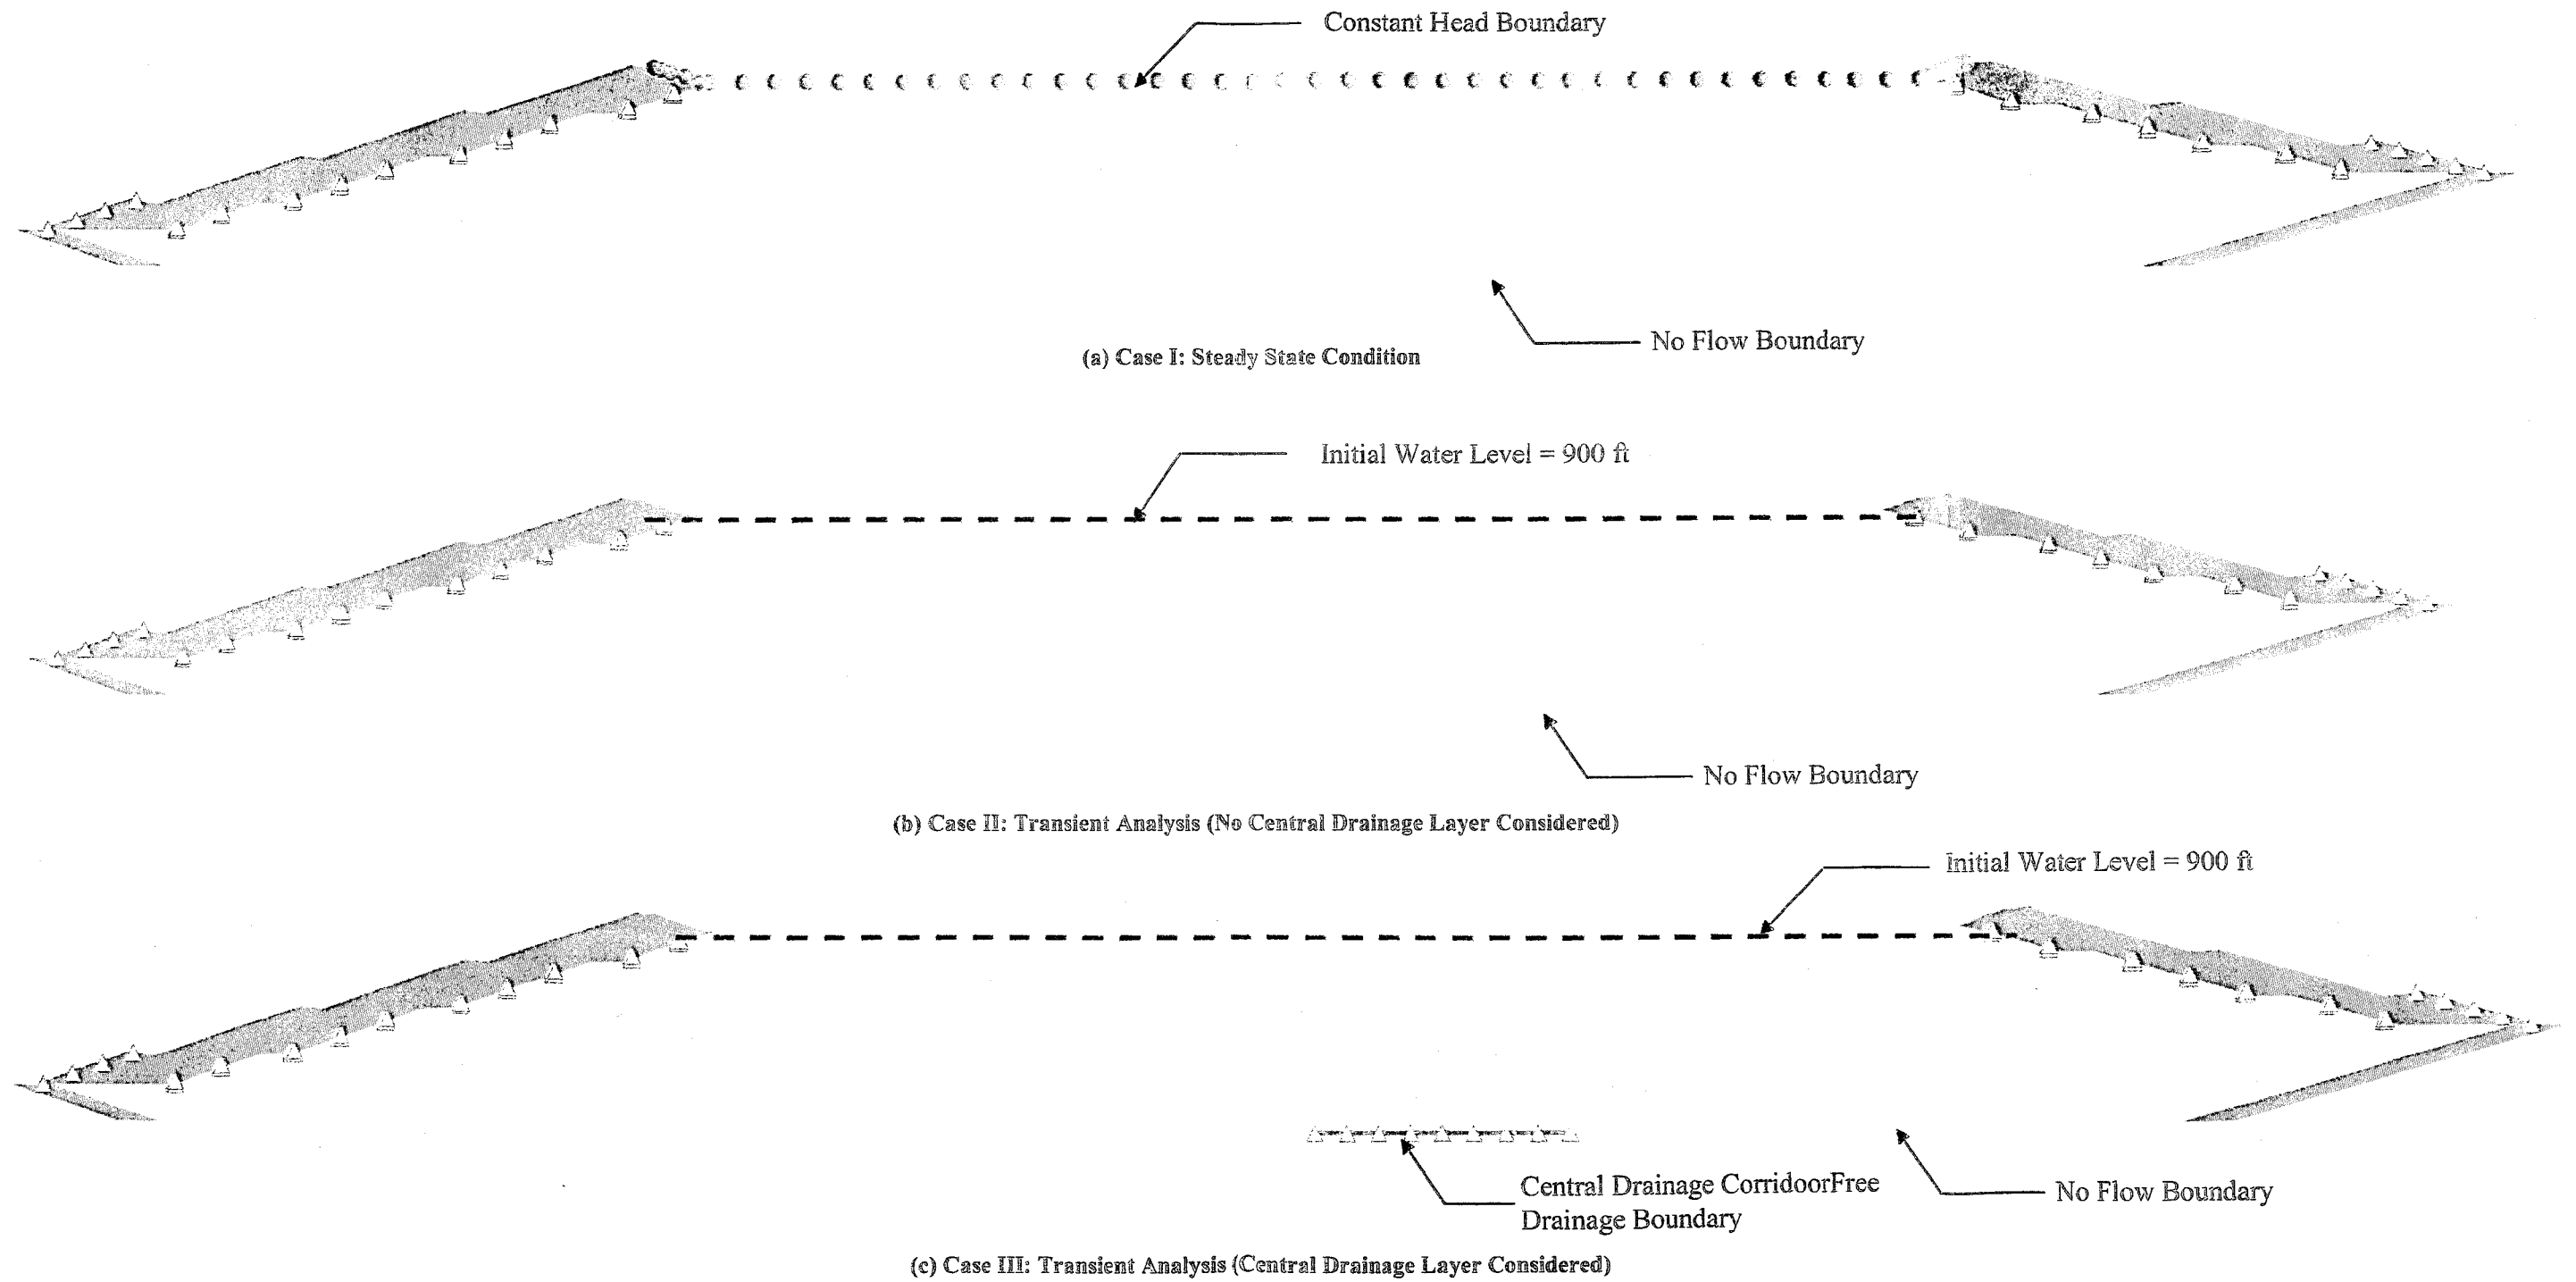 Constant Head Boundary
No Flow Boundary
(a) Case I: Steady State Condition
Initial Water Level = 900 ft
No Flow Boundary
(b) Case II: Transient Analysis (No Central Drainage Layer Considered)
Initial Water Level = 900 ft
Central Drainage CorridoorFree
Drainage Boundary
No Flow Boundary
(c) Case III: Transient Analysis (Central Drainage Layer Considered)